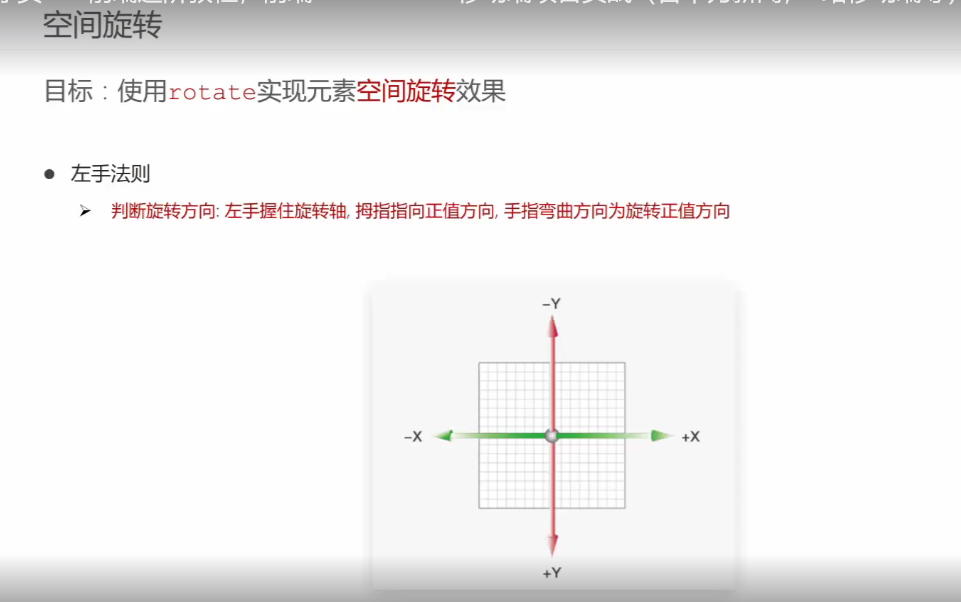 空间旋转
目标：使用rotate实现元素空间旋转效果
左手法则
判断旋转方向: 左手握住旋转轴, 拇指指向正值方向, 手指弯曲方向为旋转正值方向
−Y
−X
+X
+Y